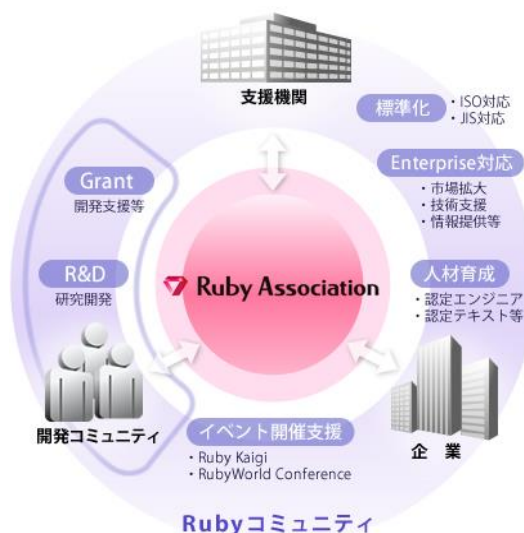 支援機関
標準化
・ISO対応
・JIS対応
Grant
開発支援等
Enterprise対応
・市場拡大
・技術支援
・情報提供等
R&D
研究開発
Ruby Association
人材育成
・認定エンジニア
・認定テキスト等
開発コミュニティ
イベント開催支援
・Ruby Kaigi
・RubyWorld Conference
企業
Rubyコミュニティ